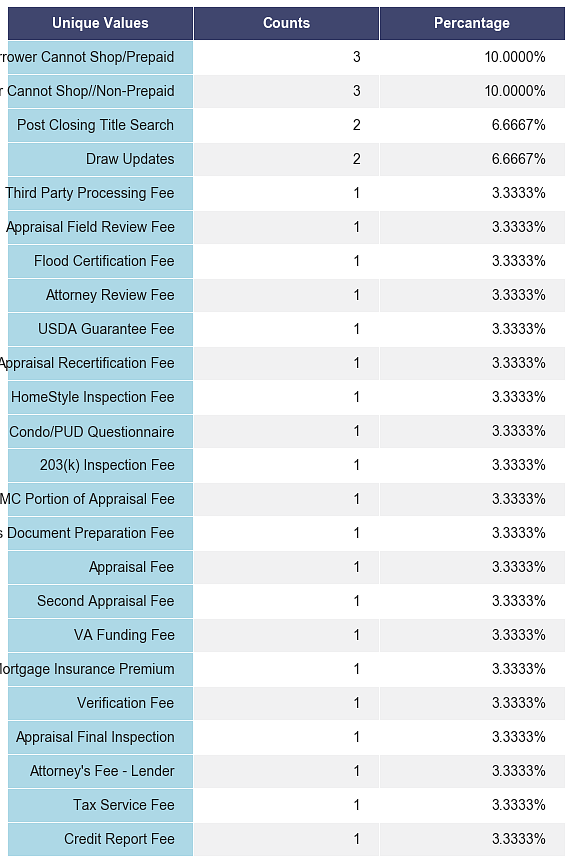 Unique Values Counts Percantage
Cannot Shop/Prepaid 3 10.0000%
Cannot Shop//Non-Prepaid 3 10.0000%
Post Closing Title Search 2 6.6667%
Draw Updates 2 6.6667%
Third Party Processing Fee 1 3.3333%
Appraisal Field Review Fee 1 3.3333%
Flood Certification Fee 1 3.3333%
Attorney Review Fee 1 3.3333%
USDA Guarantee Fee 1 3.3333%
Appraisal Recertification Fee 1 3.3333%
HomeStyle Inspection Fee 1 3.3333%
Condo/PUD Questionnaire 1 3.3333%
203(k) Inspection Fee 1 3.3333%
MC Portion of Appraisal Fee 1 3.3333%
s Document Preparation Fee 1 3.3333%
Appraisal Fee 1 3.3333%
Second Appraisal Fee 1 3.3333%
VA Funding Fee 1 3.3333%
Mortgage Insurance Premium 1 3.3333%
Verification Fee 1 3.3333%
Appraisal Final Inspection 1 3.3333%
Attorney's Fee - Lender 1 3.3333%
Tax Service Fee 1 3.3333%
Credit Report Fee 1 3.3333%